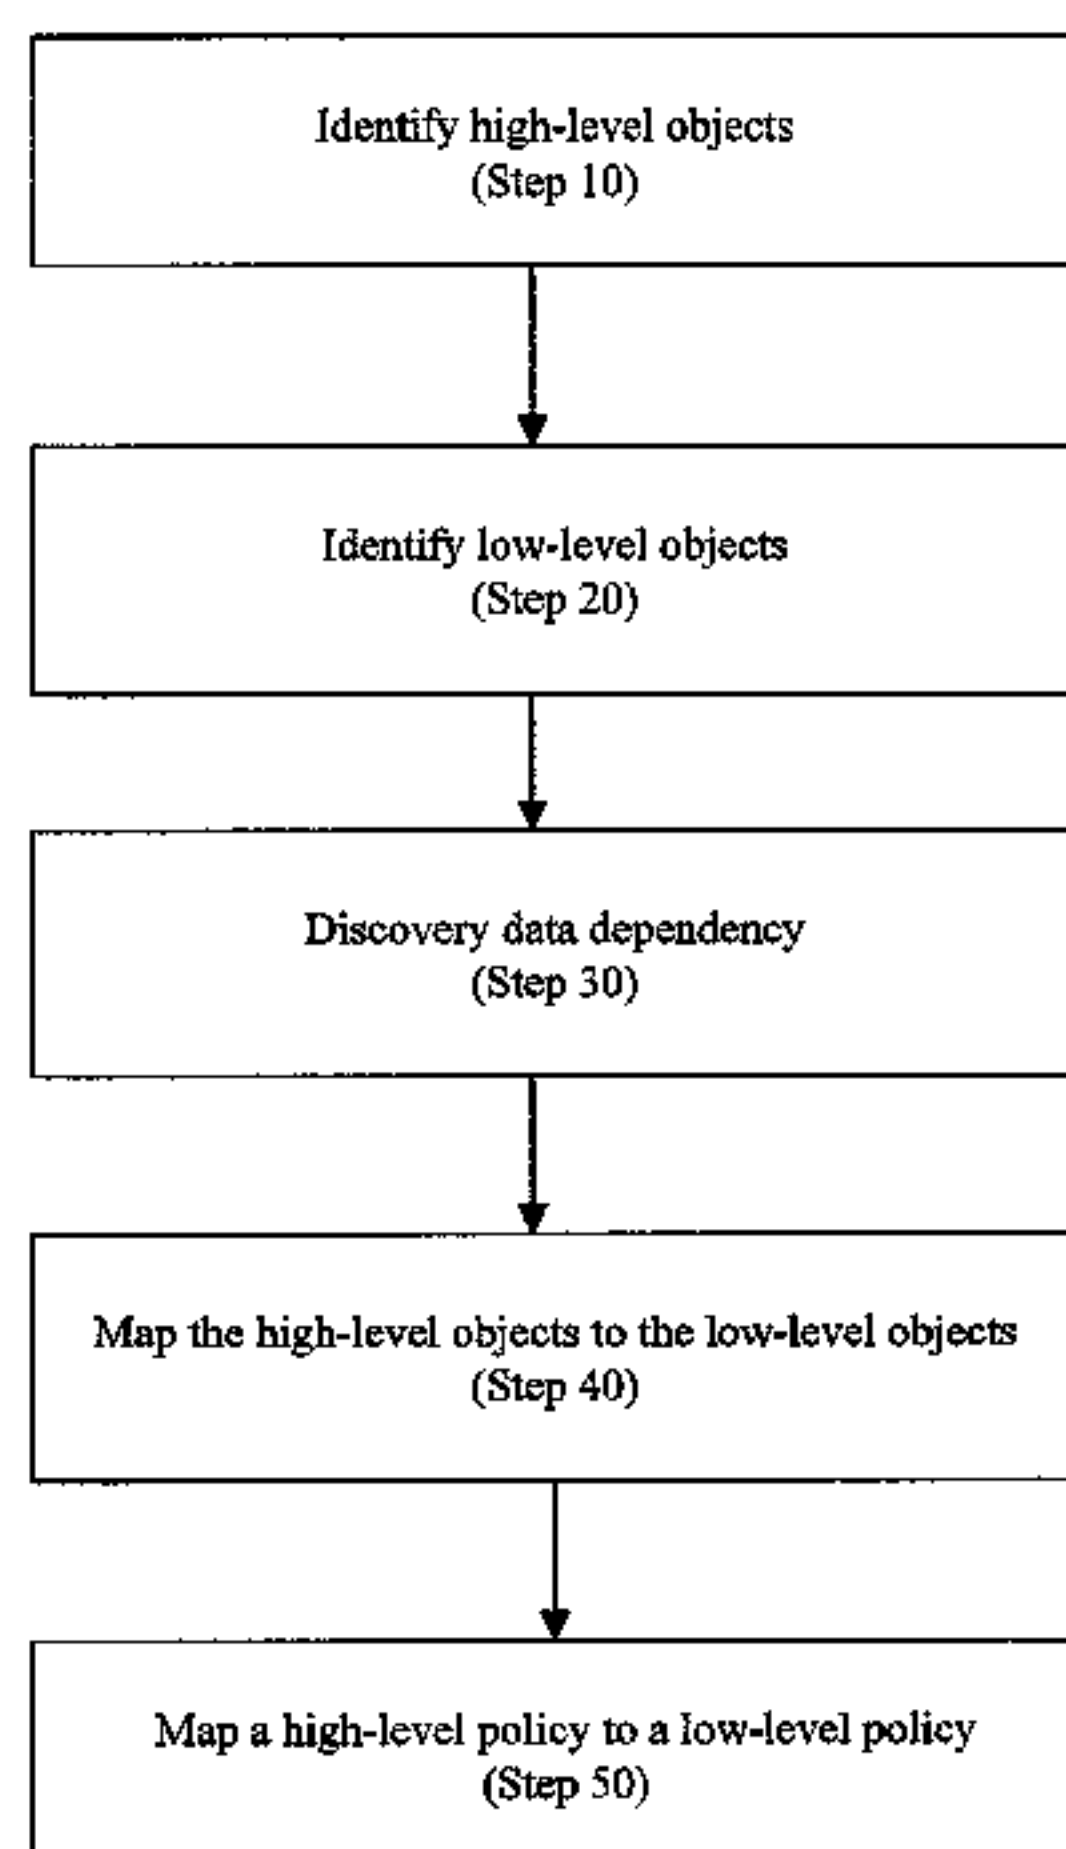 Identify high-level objects
(Step 10)
Identify low-level objects
(Step 20)
Discovery data dependency
(Step 30)
Map the high-level objects to the low-level objects
(Step 40)
Map a high-level policy to a low-level policy
(Step 50)